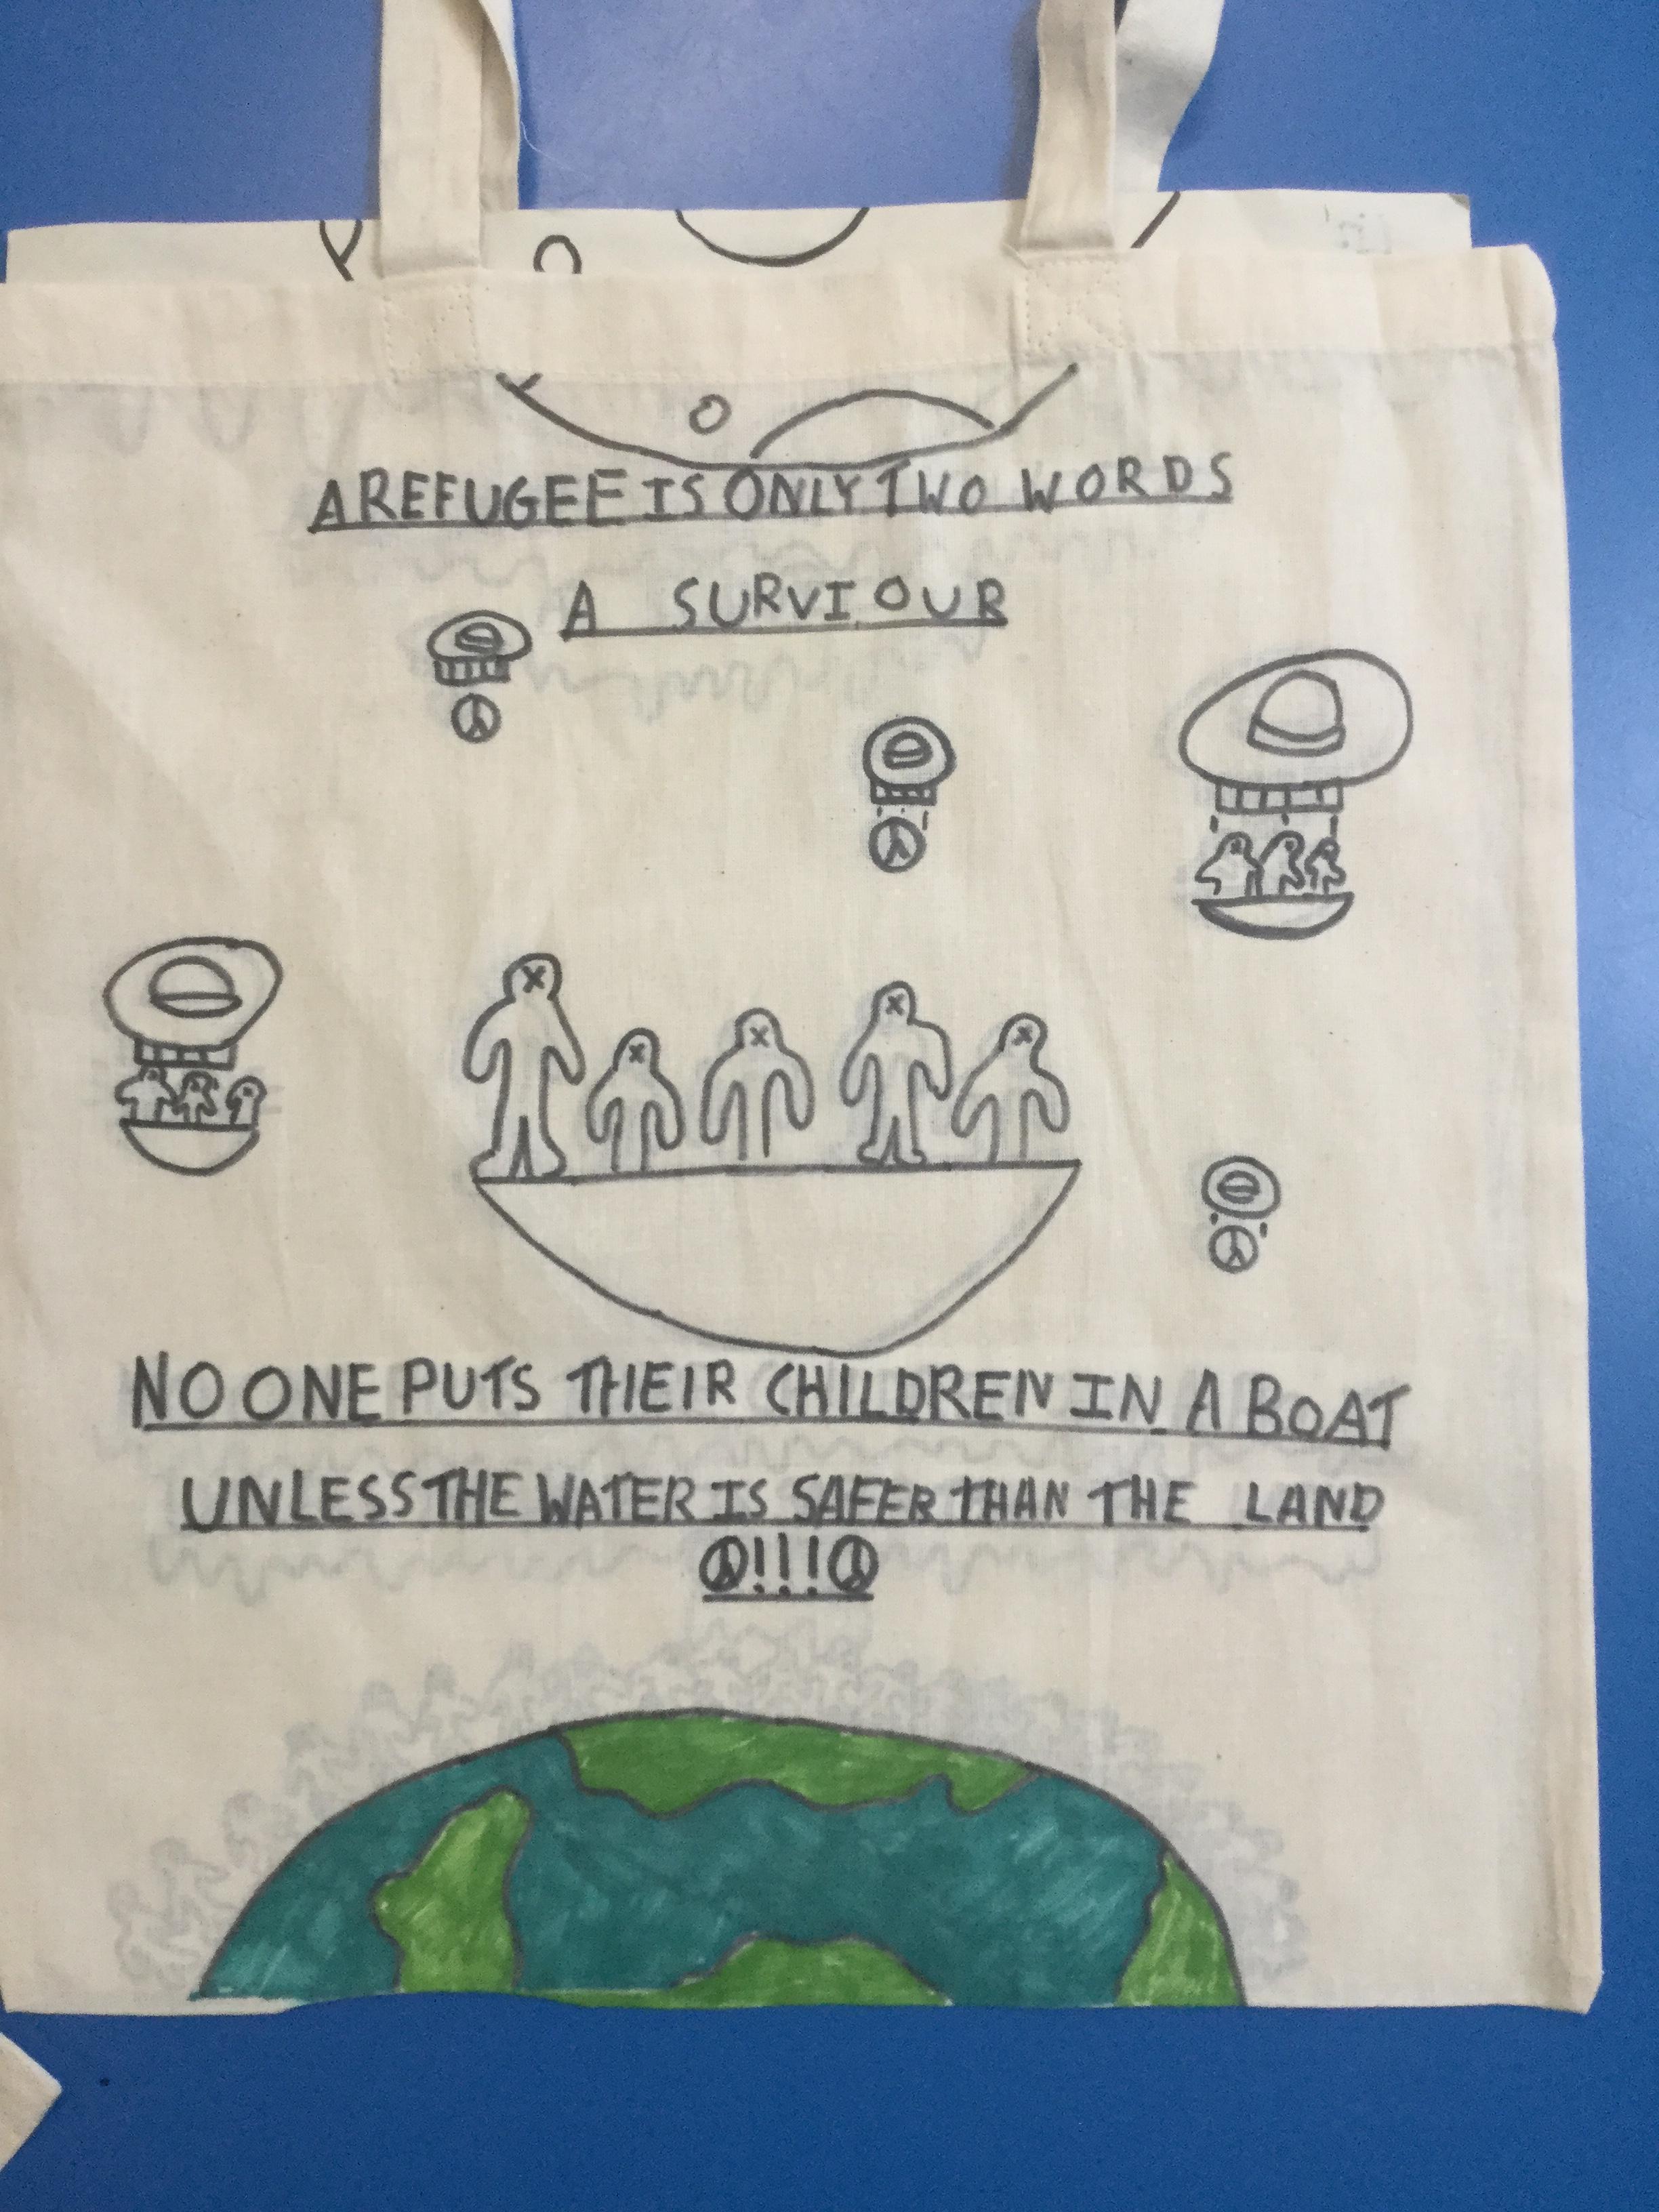 A REFUGEE IS ONLY TWO WORDS
A SURVIOUR
NO ONE PUTS THEIR CHILDREN IN A BOAT
UNLESS THE WATER IS SAFER THAN THE LAND
☮!!!☮